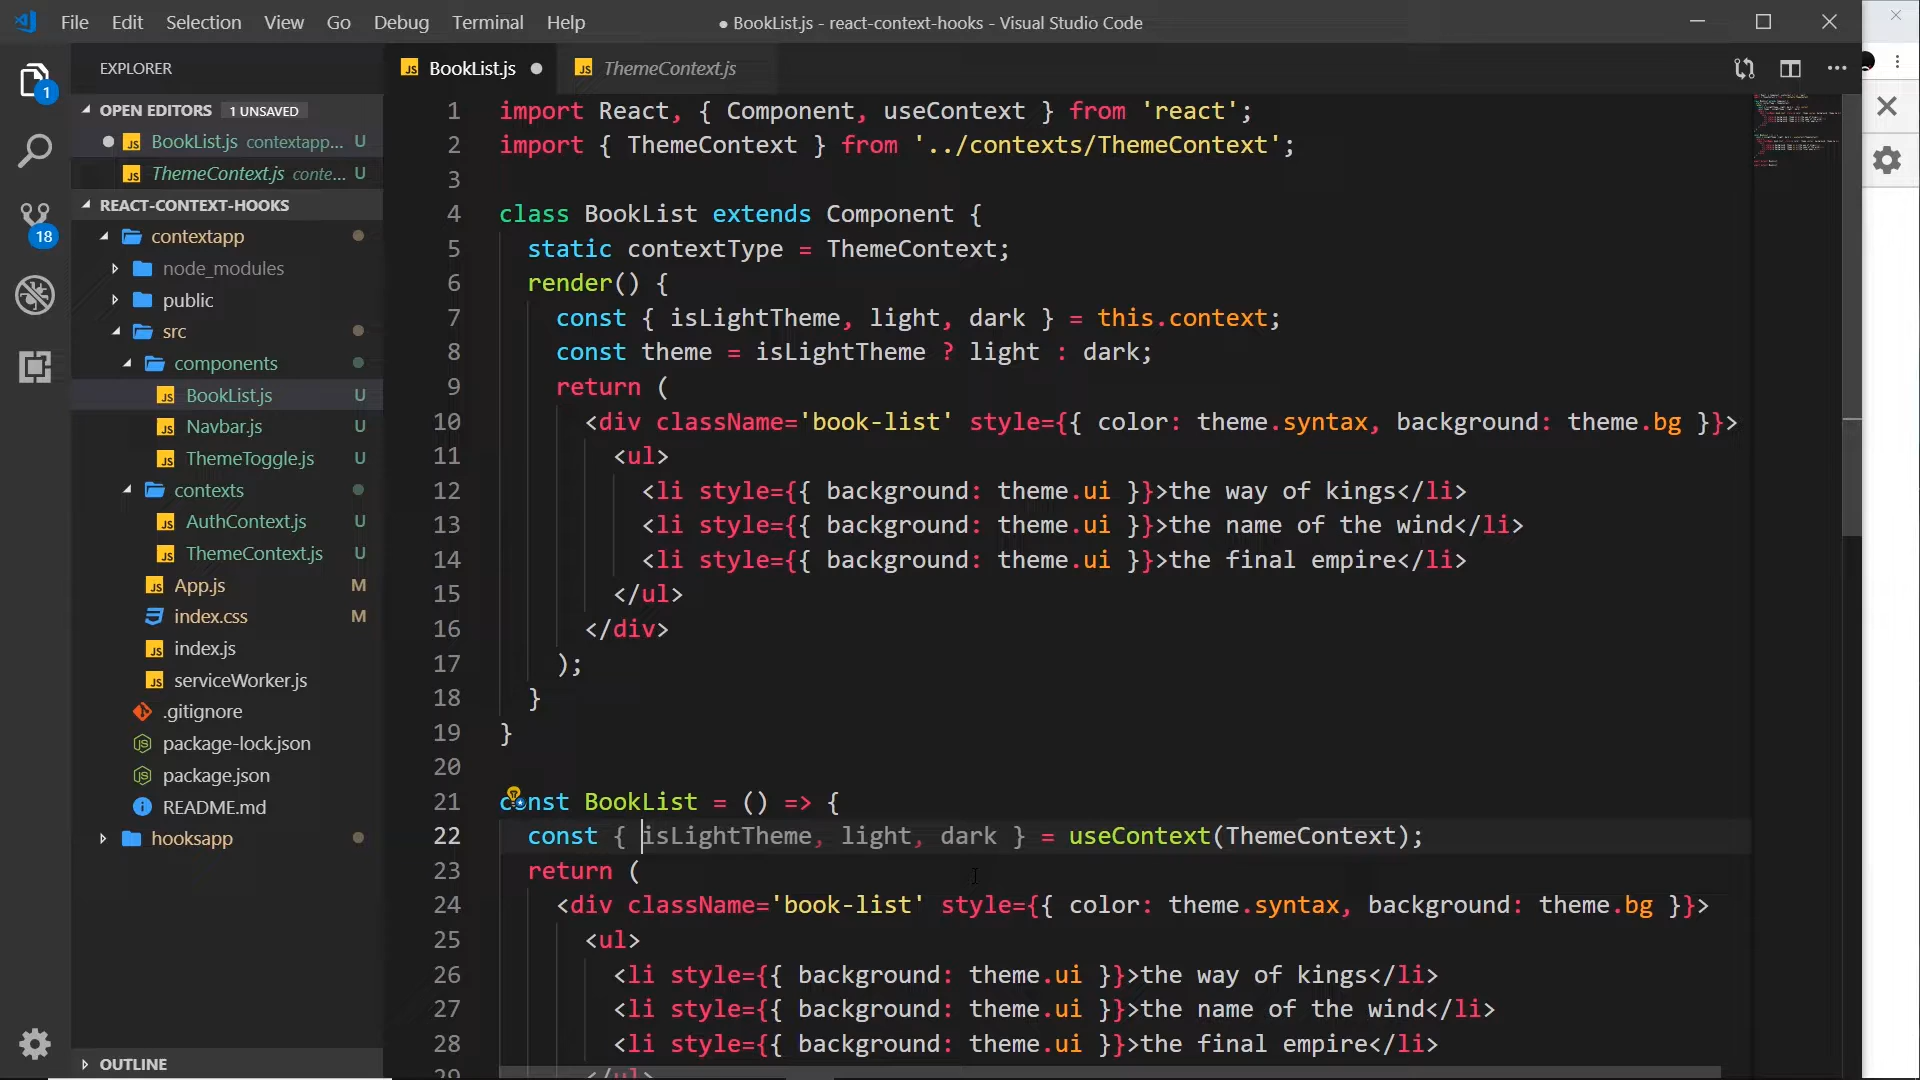 File Edit Selection View Go Debug Terminal Help
● BookList.js - react-context-hooks - Visual Studio Code
EXPLORER
OPEN EDITORS 1 UNSAVED
BookList.js contextapp... U
ThemeContext.js conte... U
REACT-CONTEXT-HOOKS
contextapp
node_modules
public
src
components
BookList.js U
Navbar.js U
ThemeToggle.js U
contexts
AuthContext.js U
ThemeContext.js U
App.js M
index.css M
index.js
serviceWorker.js
.gitignore
package-lock.json
package.json
README.md
hooksapp
OUTLINE
1
18
BookList.js ThemeContext.js
1 import React, { Component, useContext } from 'react';
2 import { ThemeContext } from '../contexts/ThemeContext';
3
4 class BookList extends Component {
5 static contextType = ThemeContext;
6 render() {
7 const { isLightTheme, light, dark } = this.context;
8 const theme = isLightTheme ? light : dark;
9 return (
10 <div className='book-list' style={{ color: theme.syntax, background: theme.bg }}>
11 <ul>
12 <li style={{ background: theme.ui }}>the way of kings</li>
13 <li style={{ background: theme.ui }}>the name of the wind</li>
14 <li style={{ background: theme.ui }}>the final empire</li>
15 </ul>
16 </div>
17 );
18 }
19 }
20
21 const BookList = () => {
22 const { isLightTheme, light, dark } = useContext(ThemeContext);
23 return (
24 <div className='book-list' style={{ color: theme.syntax, background: theme.bg }}>
25 <ul>
26 <li style={{ background: theme.ui }}>the way of kings</li>
27 <li style={{ background: theme.ui }}>the name of the wind</li>
28 <li style={{ background: theme.ui }}>the final empire</li>
29 </ul>